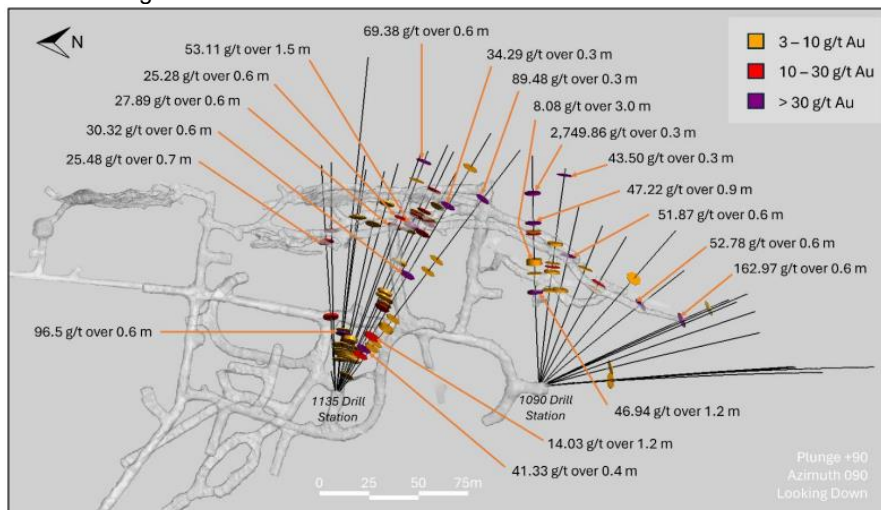 N
69.38 g/t over 0.6 m
53.11 g/t over 1.5 m
34.29 g/t over 0.3 m
25.28 g/t over 0.6 m
89.48 g/t over 0.3 m
27.89 g/t over 0.6 m
8.08 g/t over 3.0 m
30.32 g/t over 0.6 m
2,749.86 g/t over 0.3 m
25.48 g/t over 0.7 m
43.50 g/t over 0.3 m
47.22 g/t over 0.9 m
51.87 g/t over 0.6 m
52.78 g/t over 0.6 m
162.97 g/t over 0.6 m
3 – 10 g/t Au
10 – 30 g/t Au
> 30 g/t Au
96.5 g/t over 0.6 m
1135 Drill
Station
1090 Drill
Station
46.94 g/t over 1.2 m
14.03 g/t over 1.2 m
41.33 g/t over 0.4 m
0 25 50 75m
Plunge +90
Azimuth 090
Looking Down